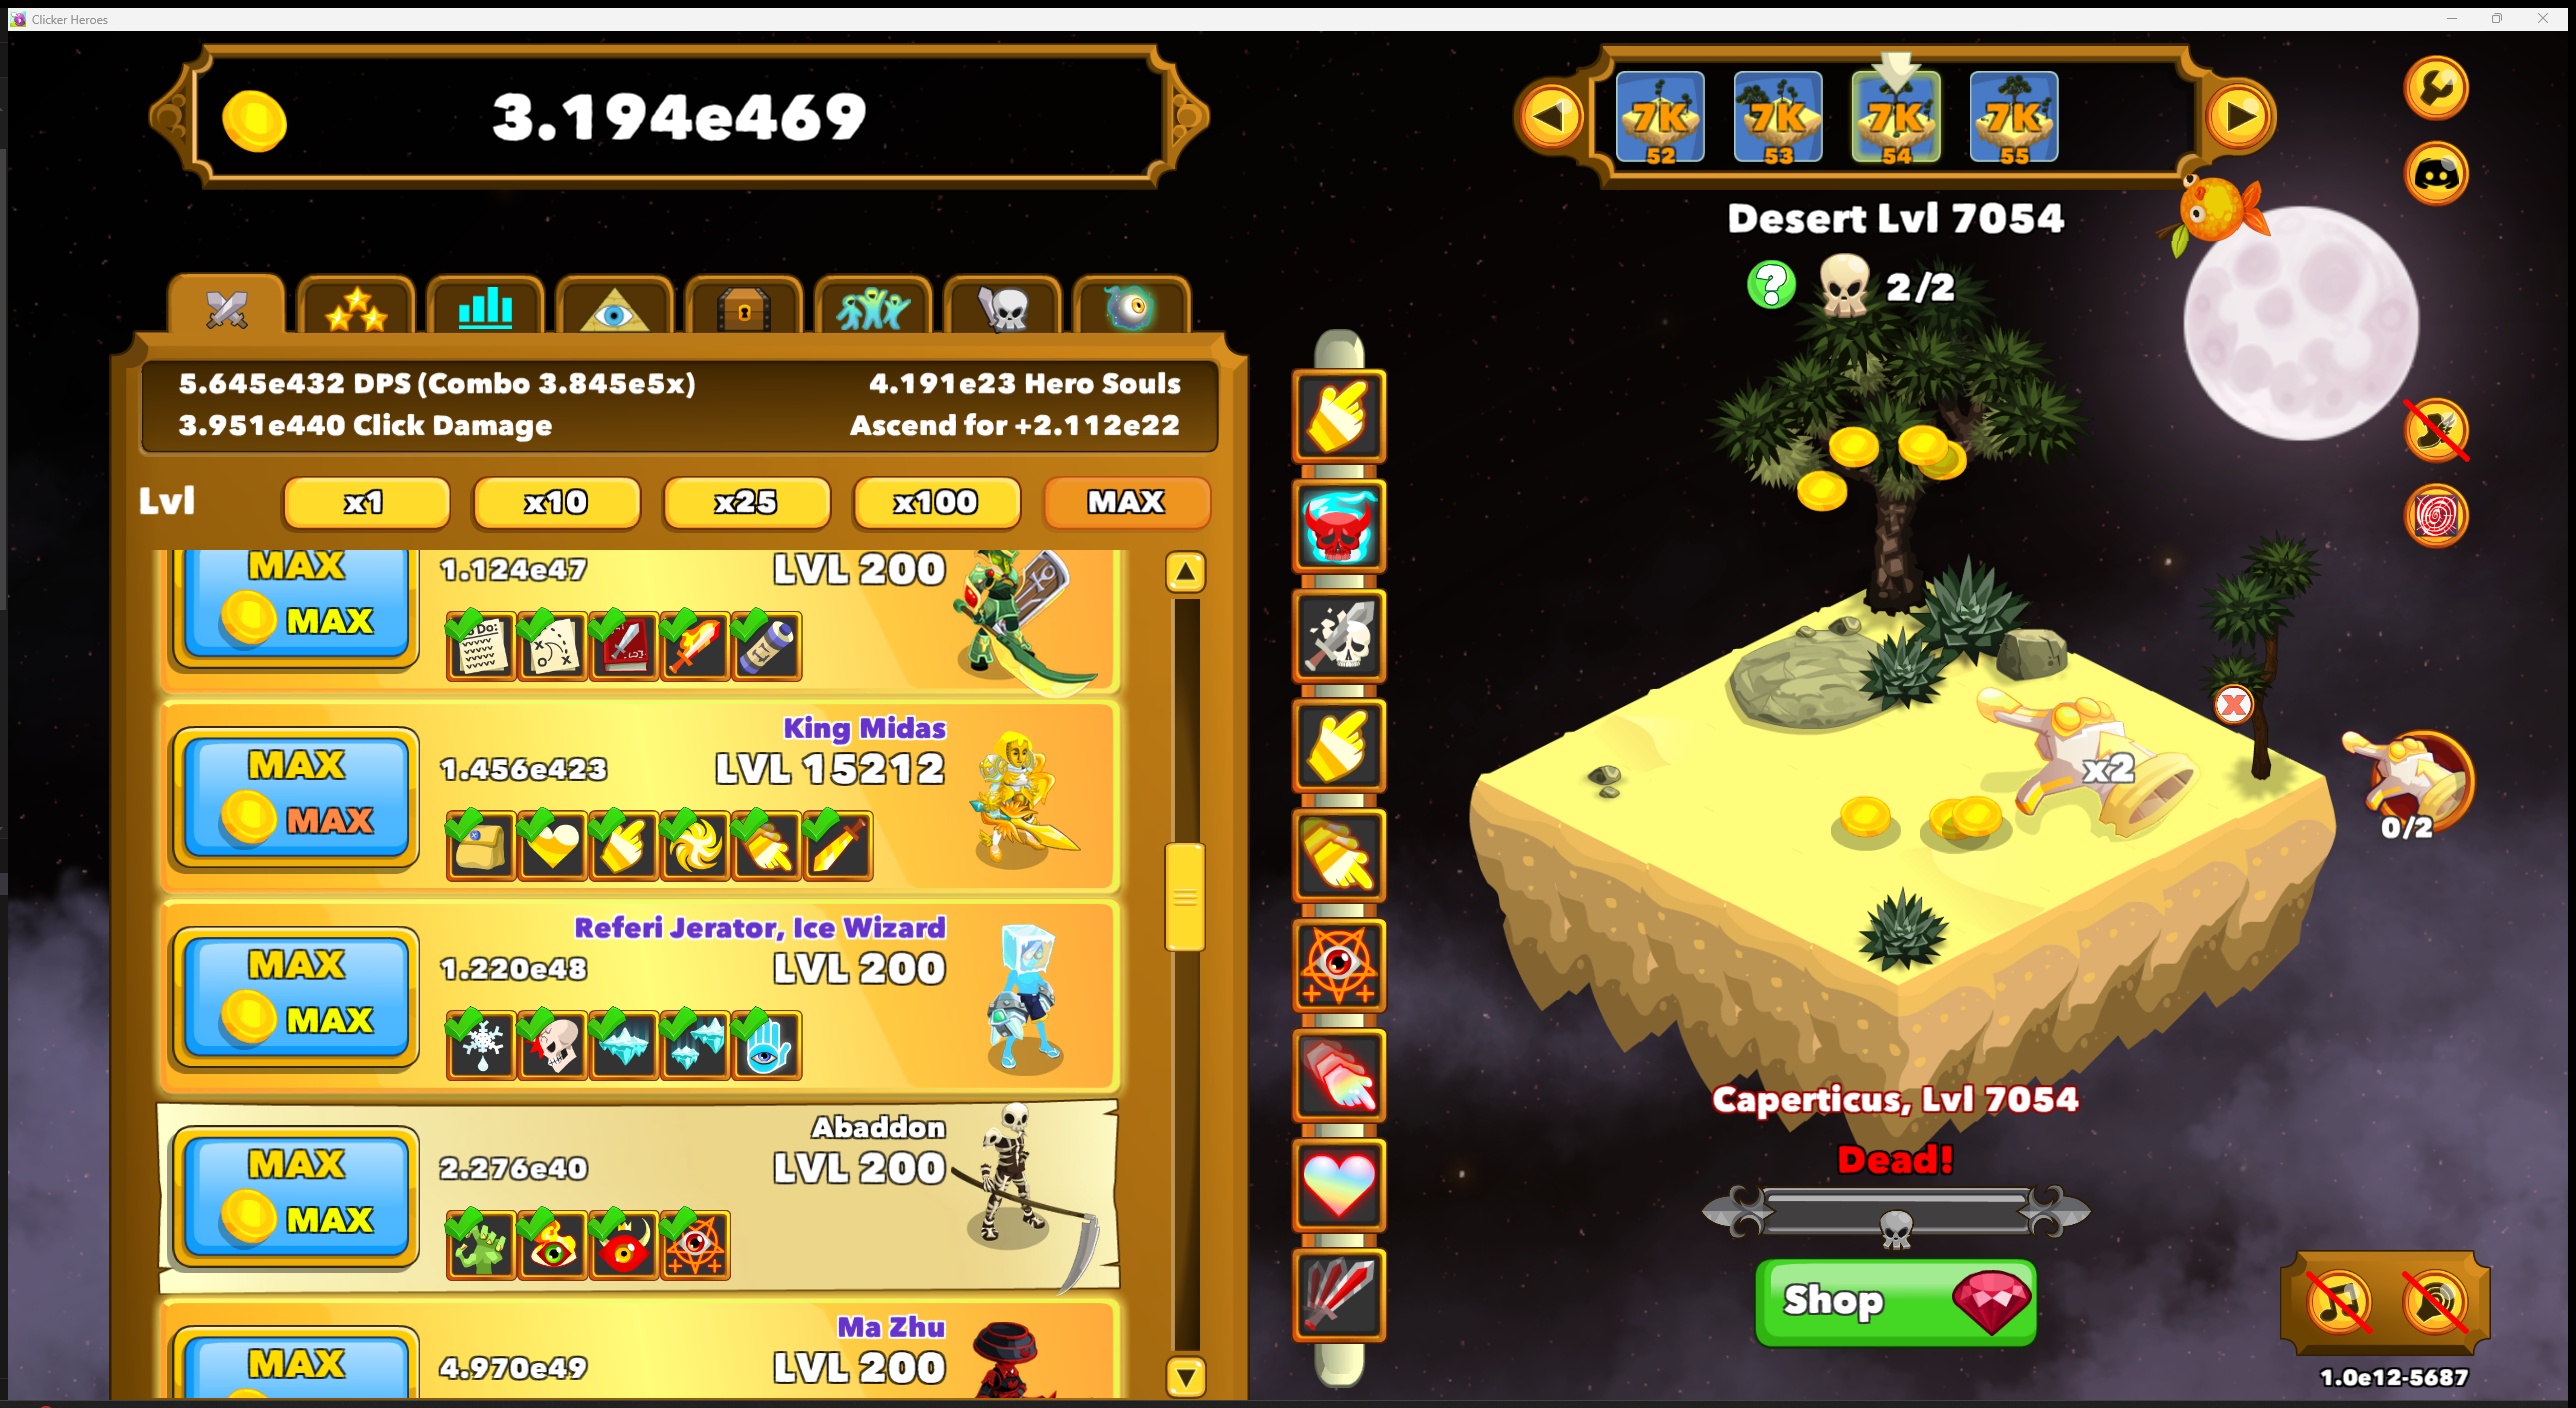 Clicker Heroes
3.194e469
7K
52
7K
53
7K
54
7K
55
Desert Lvl 7054
2/2
5.645e432 DPS (Combo 3.845e5x)
4.191e23 Hero Souls
3.951e440 Click Damage
Ascend for +2.112e22
Lvl
x1
x10
x25
x100
MAX
MAX
MAX
1.124e47
LVL 200
MAX
MAX
King Midas
1.456e423
LVL 15212
MAX
MAX
Referi Jerator, Ice Wizard
1.220e48
LVL 200
MAX
MAX
Abaddon
2.276e40
LVL 200
MAX
Ma Zhu
4.970e49
LVL 200
x2
0/2
Caperticus, Lvl 7054
Dead!
Shop
1.0e12-5687